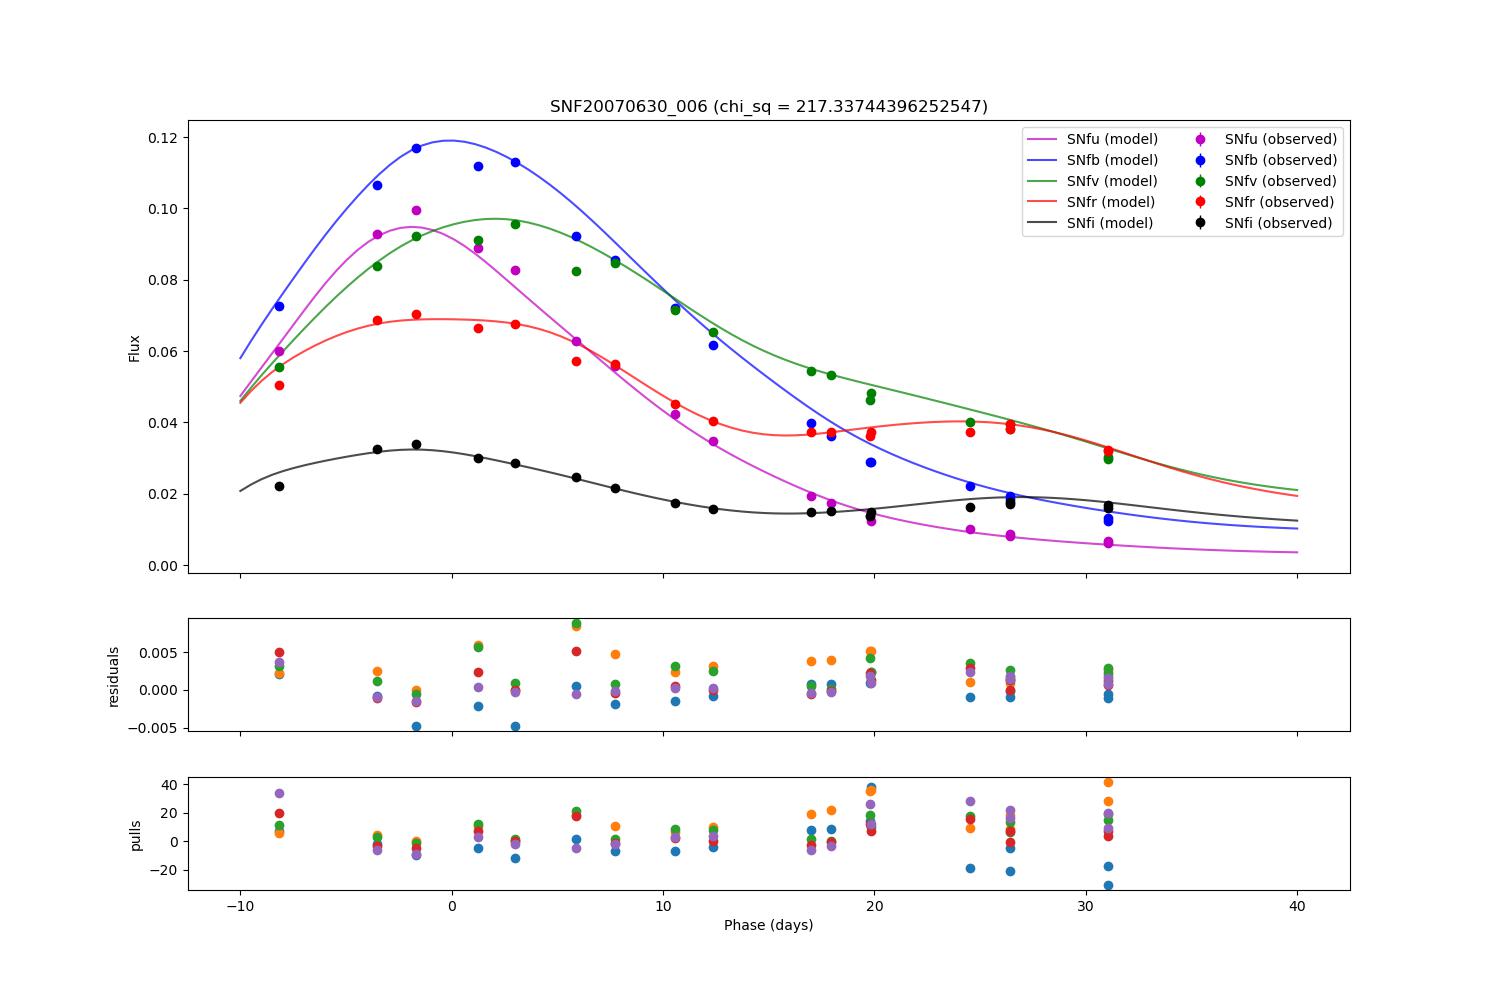 SNF20070630_006 (chi_sq = 217.33744396252547)
0.12
0.10
0.08
0.06
0.04
0.02
0.00
Flux
SNfu (model)
SNfb (model)
SNfv (model)
SNfr (model)
SNfi (model)
SNfu (observed)
SNfb (observed)
SNfv (observed)
SNfr (observed)
SNfi (observed)
0.005
0.000
−0.005
residuals
40
20
0
−20
pulls
−10 0 10 20 30 40
Phase (days)